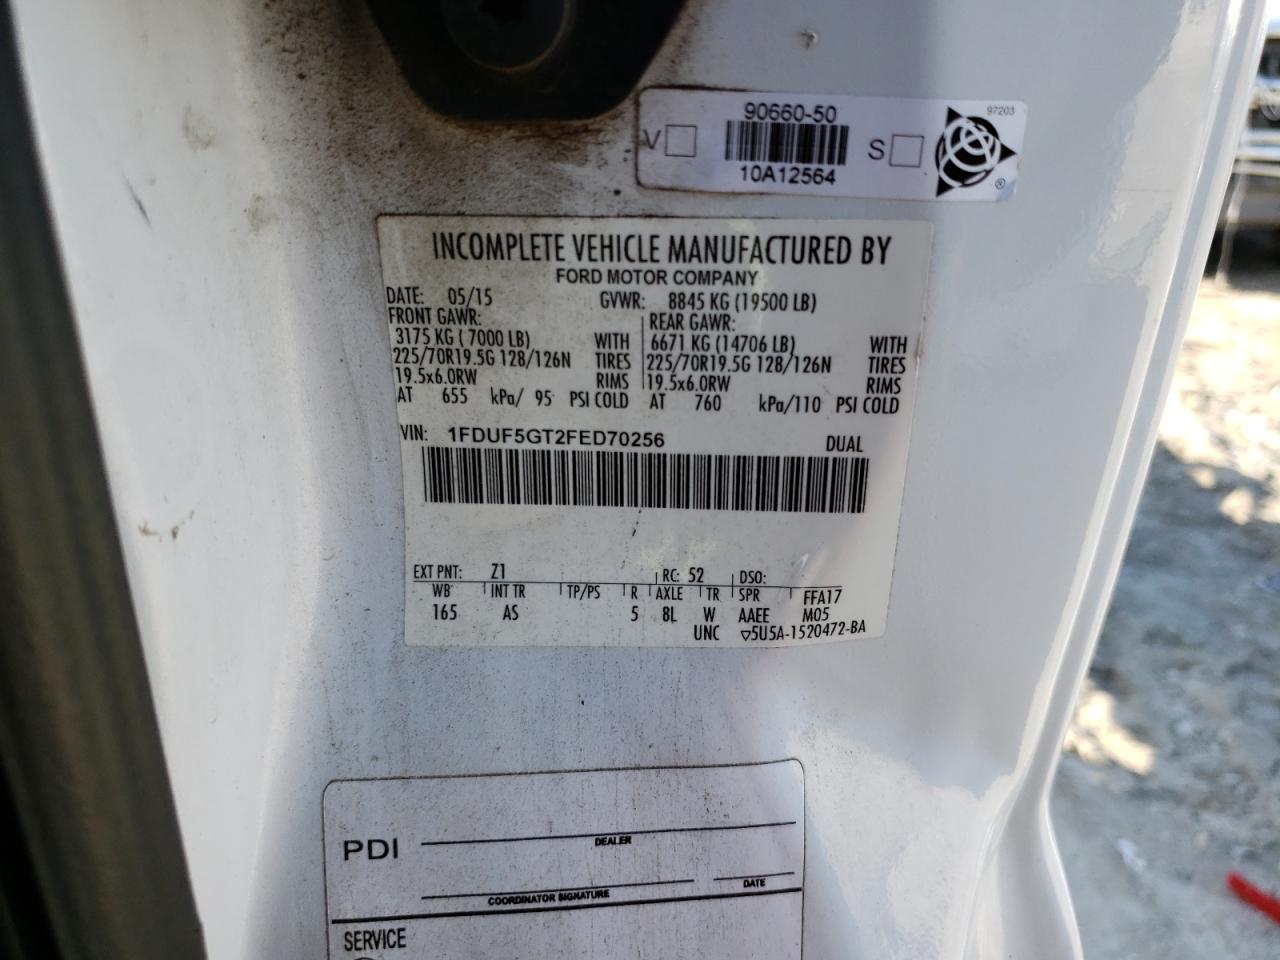 90660-50
97203
V
S
10A12564
®
INCOMPLETE VEHICLE MANUFACTURED BY
FORD MOTOR COMPANY
DATE: 05/15 GVWR: 8845 KG (19500 LB)
FRONT GAWR: REAR GAWR:
3175 KG ( 7000 LB) WITH 6671 KG (14706 LB) WITH
225/70R19.5G 128/126N TIRES 225/70R19.5G 128/126N TIRES
19.5x6.0RW RIMS 19.5x6.0RW RIMS
AT 655 kPa/ 95 PSI COLD AT 760 kPa/110 PSI COLD
VIN: 1FDUF5GT2FED70256 DUAL
EXT PNT: Z1 RC: 52 DSO:
WB INT TR TP/PS R AXLE TR SPR FFA17
165 AS 5 8L W AAEE M05
UNC ▽5U5A-1520472-BA
PDI
DEALER
COORDINATOR SIGNATURE DATE
SERVICE